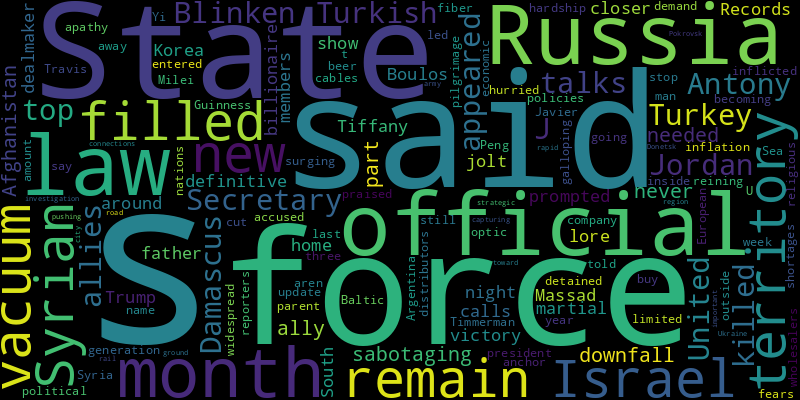 State
said
S
force
official
Russia
law
filled
new
Blinken
Turkish
closer
demand
Records
fiber
hardship
Yi
apathy
dealmaker
away
Korea
entered
Travis
Milei
billionaire
members
show
t
beer
cables
Boulos
led
pilgrimage
economic
appeared
talks
Antony
stop
man
inflicted
Pokrovsk
top
Guinness
Afghanistan
hurried
policies
Javier
becoming
army
Tiffany
J
Turkey
needed
nations
part
jolt
Peng
galloping
going
inflation
Sea
religious
amount
say
connections
surging
Jordan
definitive
Secretary
prompted
never
inside
reining
U
Donetsk
rapid
territory
vacuum
Syrian
allies
around
praised
strategic
European
region
investigation
pushing
city
road
father
Damascus
cut
accused
still
optic
company
capturing
week
shortages
home
last
lore
told
outside
Trump
name
widespread
reporters
three
aren
update
Baltic
Argentina
distributors
night
detained
buy
Massad
United
killed
wholesalers
parent
ally
calls
martial
limited
toward
important
Ukraine
Timmerman
victory
year
generation
rail
ground
Syria
political
month
South
sabotaging
remain
president
anchor
downfall
Israel
fears